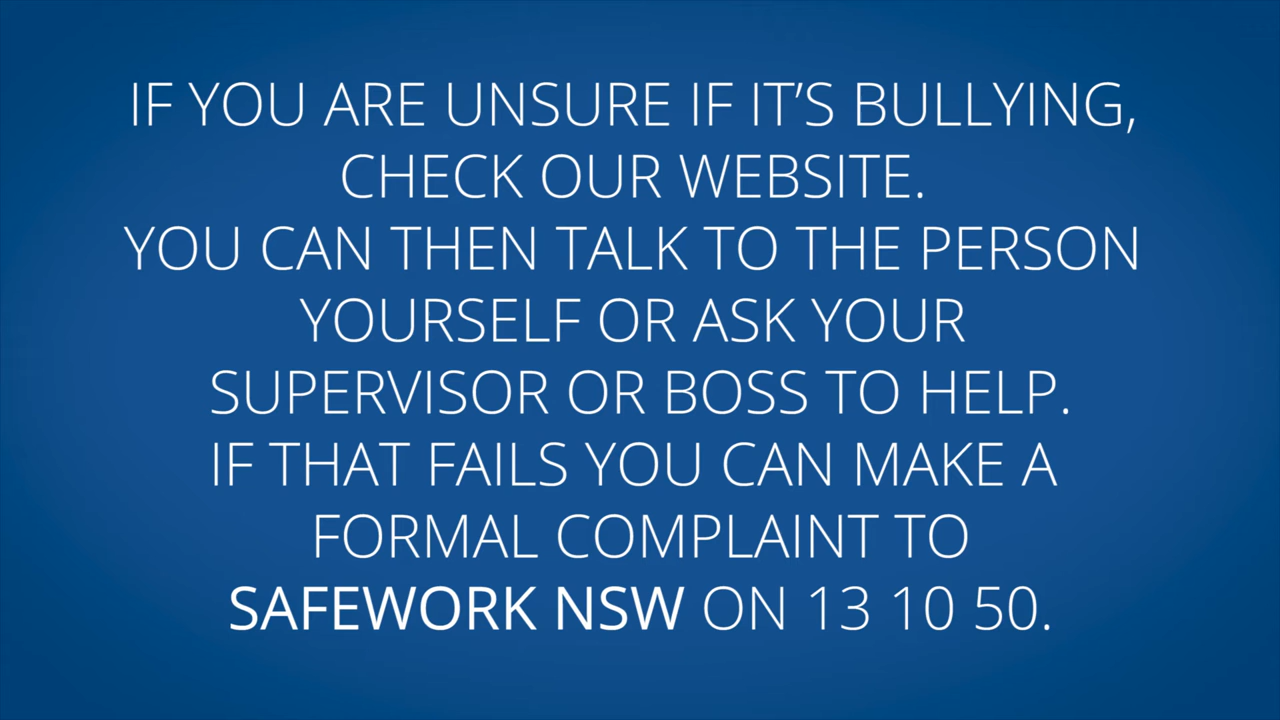 IF YOU ARE UNSURE IF IT’S BULLYING,
CHECK OUR WEBSITE.
YOU CAN THEN TALK TO THE PERSON
YOURSELF OR ASK YOUR
SUPERVISOR OR BOSS TO HELP.
IF THAT FAILS YOU CAN MAKE A
FORMAL COMPLAINT TO
SAFEWORK NSW ON 13 10 50.